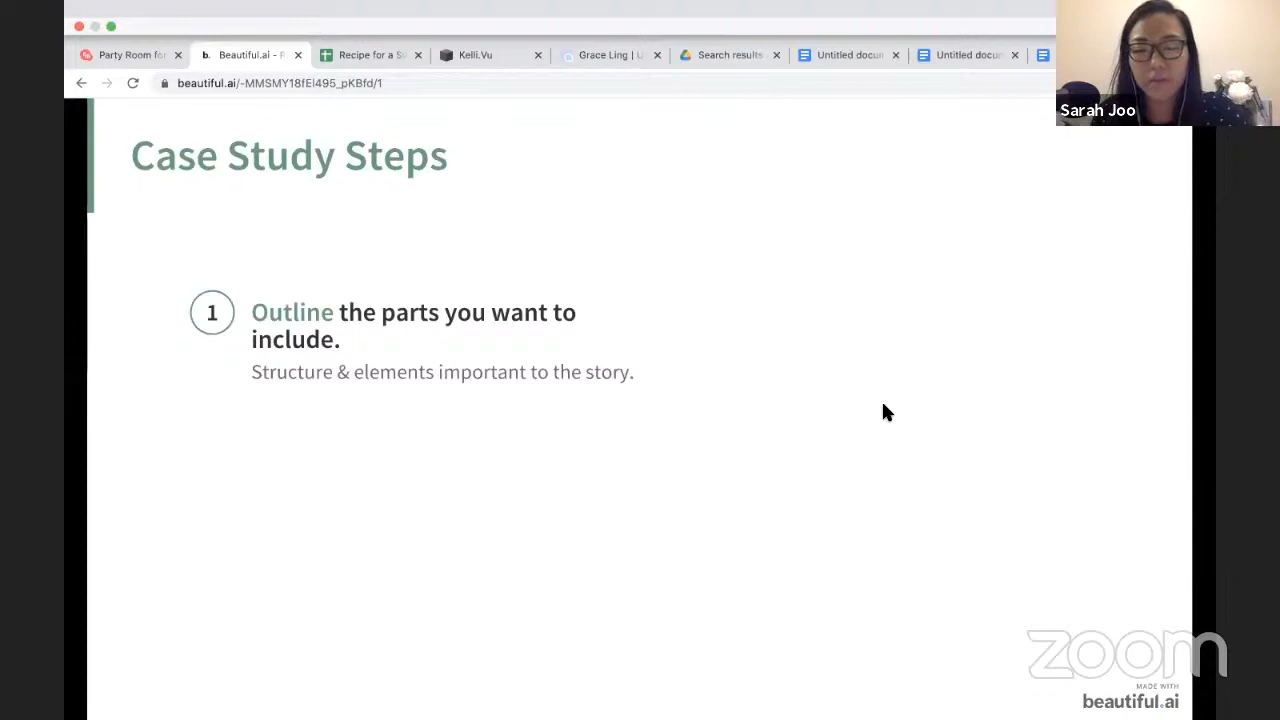 Party Room for
b. Beautiful.ai -
Recipe for a S
Kelli.Vu
Grace Ling | U
Search results
Untitled docum
Untitled docum
beautiful.ai/-MMSMY18fEl495_pKBfd/1
Sarah Joo
Case Study Steps
1
Outline the parts you want to
include.
Structure & elements important to the story.
zoom
MADE WITH
beautiful.ai